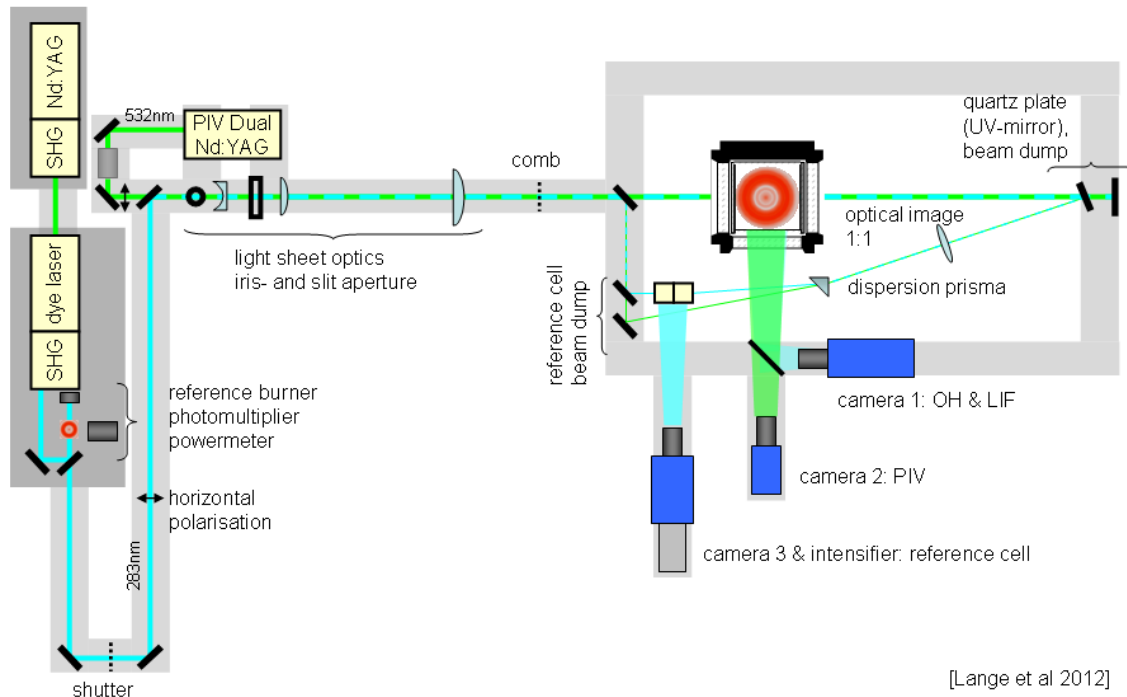 Nd:YAG
SHG
dye laser
SHG
532nm
PIV Dual
Nd:YAG
comb
quartz plate
(UV-mirror),
beam dump
optical image
1:1
dispersion prisma
light sheet optics
iris- and slit aperture
reference cell
beam dump
reference burner
photomultiplier
powermeter
camera 1: OH & LIF
camera 2: PIV
horizontal
polarisation
283nm
camera 3 & intensifier: reference cell
shutter
[Lange et al 2012]